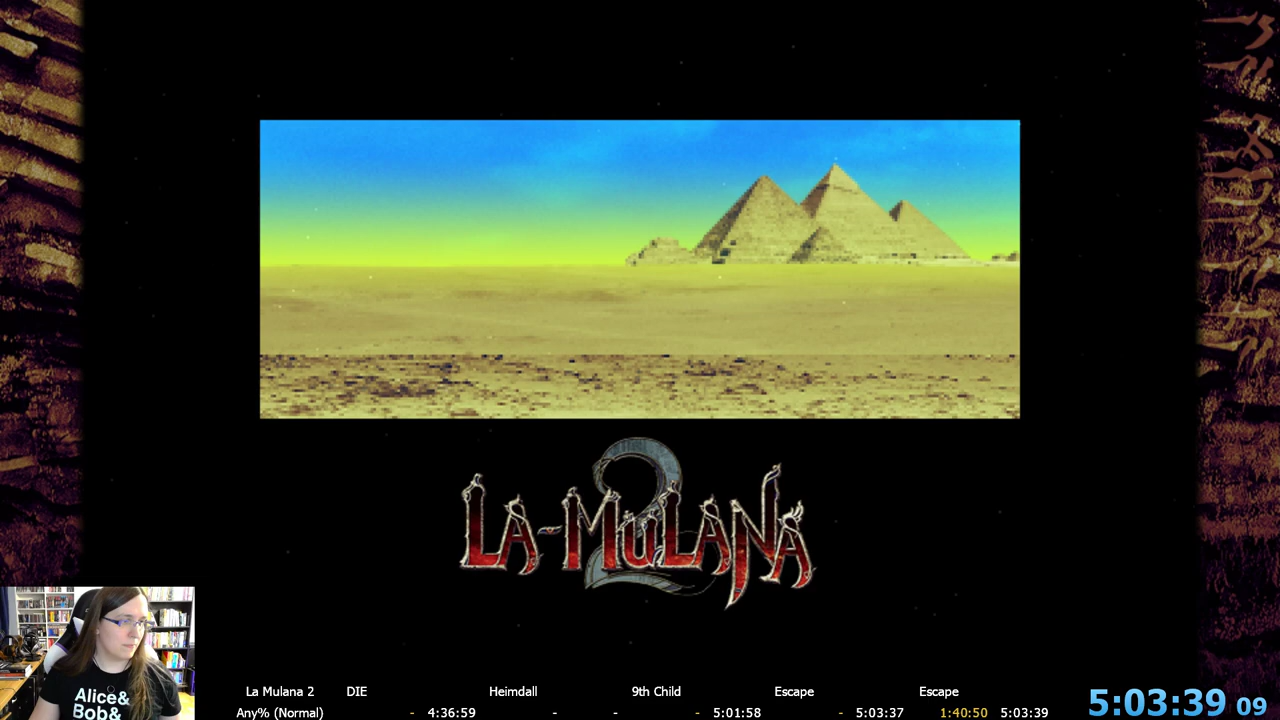 LA-MULANA
2
Alice&
Bob&
La Mulana 2 DIE Heimdall 9th Child Escape Escape
Any% (Normal) - 4:36:59 - - - 5:01:58 - 5:03:37 1:40:50 5:03:39
5:03:39 09